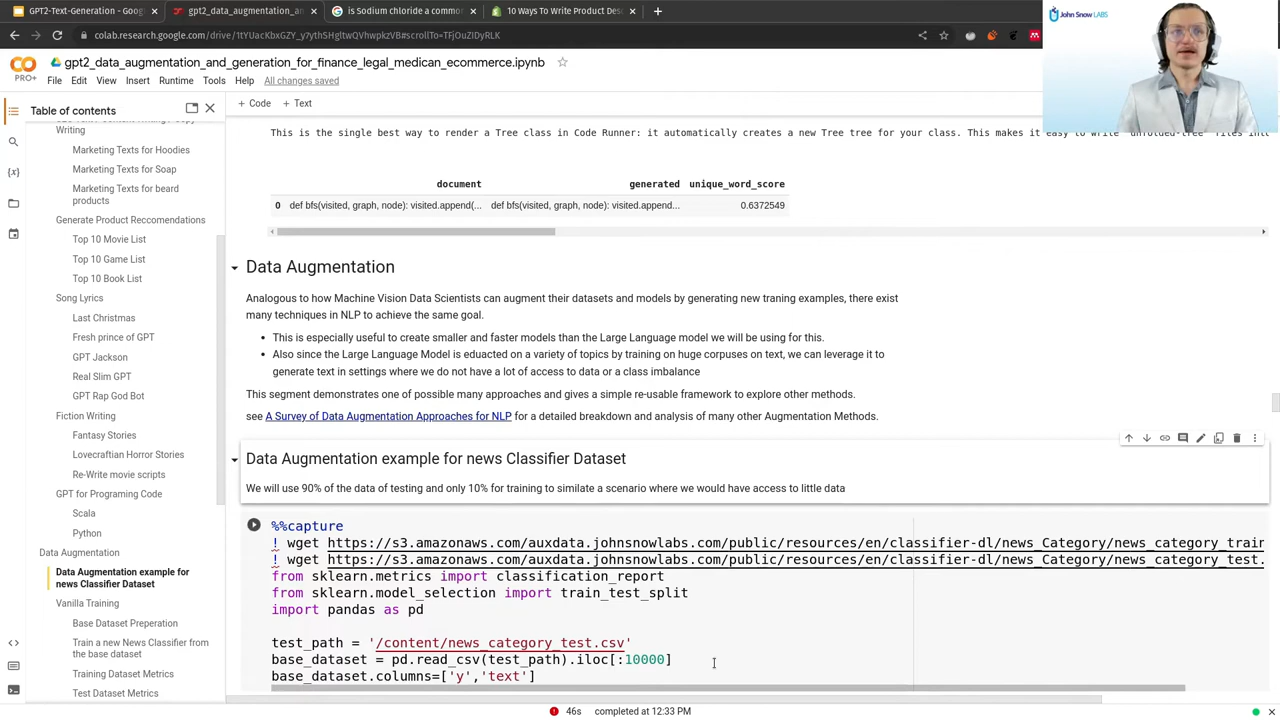 GPT2-Text-Generation - Goog
gpt2_data_augmentation_and
is Sodium chloride a commo
10 Ways To Write Product Des
colab.research.google.com/drive/
John Snow LABS
PRO+
gpt2_data_augmentation_and_generation_for_finance_legal_medican_ecommerce.ipynb
File Edit View Insert Runtime Tools Help All changes saved
Table of contents
+ Code + Text
Writing
Marketing Texts for Hoodies
Marketing Texts for Soap
Marketing Texts for beard
products
Generate Product Reccomendations
Top 10 Movie List
Top 10 Game List
Top 10 Book List
Song Lyrics
Last Christmas
Fresh prince of GPT
GPT Jackson
Real Slim GPT
GPT Rap God Bot
Fiction Writing
Fantasy Stories
Lovecraftian Horror Stories
Re-Write movie scripts
GPT for Programing Code
Scala
Python
Data Augmentation
Data Augmentation example for
news Classifier Dataset
Vanilla Training
Base Dataset Preperation
Train a new News Classifier from
the base dataset
Training Dataset Metrics
Test Dataset Metrics
This is the single best way to render a Tree class in Code Runner: it automatically creates a new Tree tree for your class. This makes it easy to write `unfolded-tree` files into
document generated unique_word_score
0 def bfs(visited, graph, node): visited.append(... def bfs(visited, graph, node): visited.append... 0.6372549
Data Augmentation
Analogous to how Machine Vision Data Scientists can augment their datasets and models by generating new traning examples, there exist
many techniques in NLP to achieve the same goal.
• This is especially useful to create smaller and faster models than the Large Language model we will be using for this.
• Also since the Large Language Model is eduacted on a variety of topics by training on huge corpuses on text, we can leverage it to
generate text in settings where we do not have a lot of access to data or a class imbalance
This segment demonstrates one of possible many approaches and gives a simple re-usable framework to explore other methods.
see A Survey of Data Augmentation Approaches for NLP for a detailed breakdown and analysis of many other Augmentation Methods.
Data Augmentation example for news Classifier Dataset
We will use 90% of the data of testing and only 10% for training to similate a scenario where we would have access to little data
%%capture
! wget https://s3.amazonaws.com/auxdata.johnsnowlabs.com/public/resources/en/classifier-dl/news_Category/news_category_train
! wget https://s3.amazonaws.com/auxdata.johnsnowlabs.com/public/resources/en/classifier-dl/news_Category/news_category_test.
from sklearn.metrics import classification_report
from sklearn.model_selection import train_test_split
import pandas as pd
test_path = '/content/news_category_test.csv'
base_dataset = pd.read_csv(test_path).iloc[:10000]
base_dataset.columns=['y','text']
46s completed at 12:33 PM